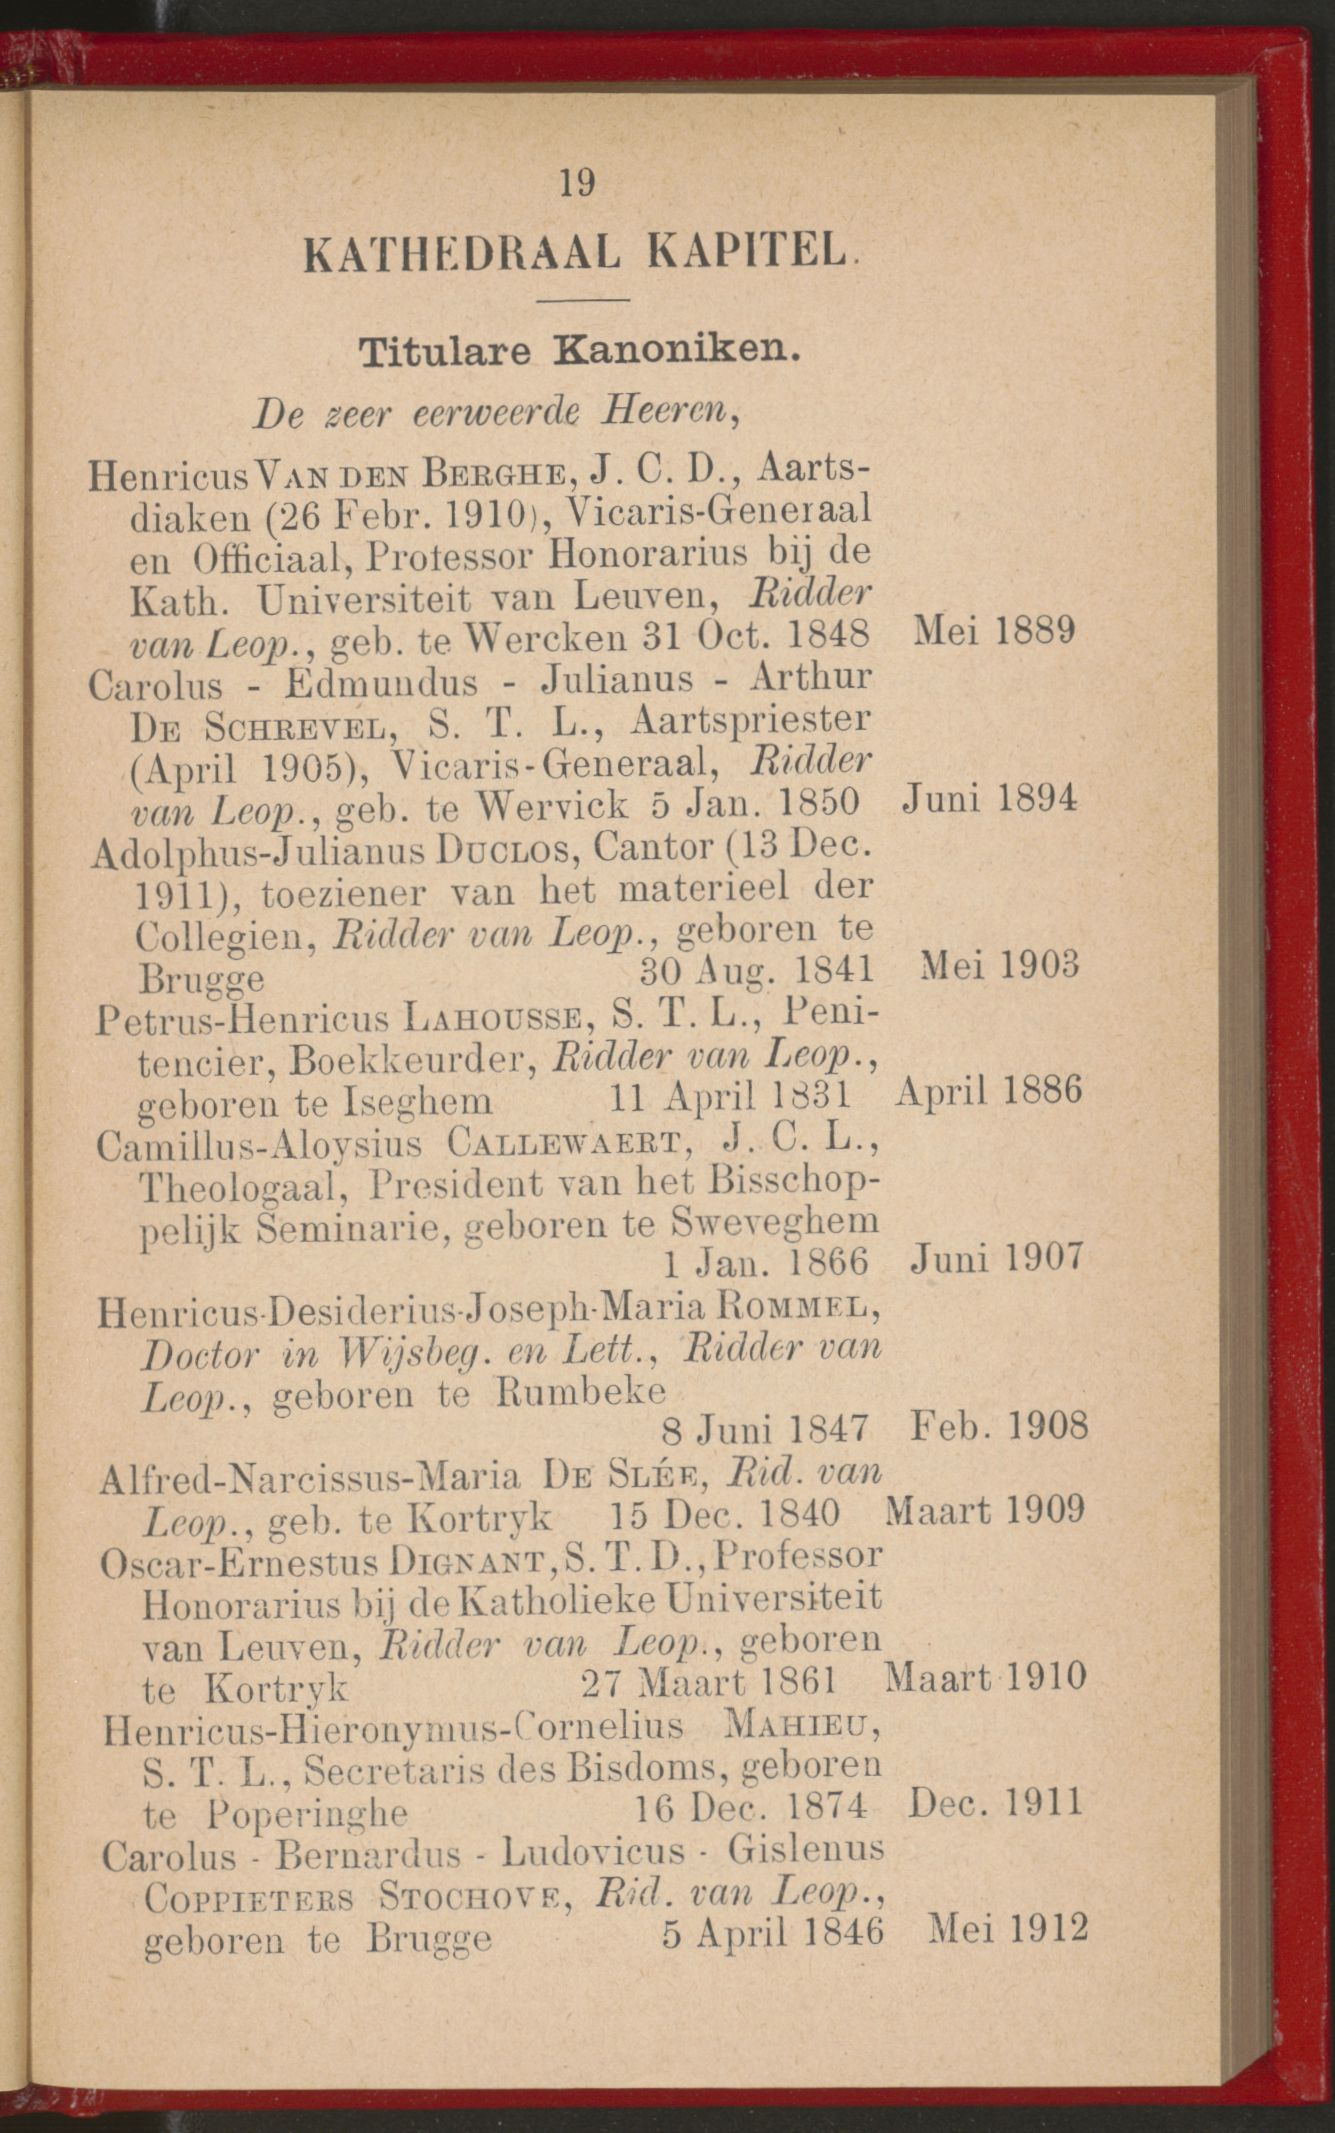 19
KATHEDRAAL KAPITEL.
Titulare Kanoniken.
De zeer eerweerde Heeren,
Henricus VAN DEN BERGHE, J. C. D., Aarts-
diaken (26 Febr. 1910), Vicaris-Generaal
en Officiaal, Professor Honorarius bij de
Kath. Universiteit van Leuven, Ridder
van Leop., geb. te Wercken 31 Oct. 1848 Mei 1889
Carolus - Edmundus - Julianus - Arthur
DE SCHREVEL, S. T. L., Aartspriester
(April 1905), Vicaris-Generaal, Ridder
van Leop., geb. te Wervick 5 Jan. 1850 Juni 1894
Adolphus-Julianus DUCLOS, Cantor (13 Dec.
1911), toeziener van het materieel der
Collegien, Ridder van Leop., geboren te
Brugge 30 Aug. 1841 Mei 1903
Petrus-Henricus LAHOUSSE, S. T. L., Peni-
tencier, Boekkeurder, Ridder van Leop.,
geboren te Iseghem 11 April 1831 April 1886
Camillus-Aloysius CALLEWAERT, J. C. L.,
Theologaal, President van het Bisschop-
pelijk Seminarie, geboren te Sweveghem
1 Jan. 1866 Juni 1907
Henricus-Desiderius-Joseph-Maria ROMMEL,
Doctor in Wijsbeg. en Lett., Ridder van
Leop., geboren te Rumbeke
8 Juni 1847 Feb. 1908
Alfred-Narcissus-Maria DE SLÉE, Rid. van
Leop., geb. te Kortryk 15 Dec. 1840 Maart 1909
Oscar-Ernestus DIGNANT, S. T. D., Professor
Honorarius bij de Katholieke Universiteit
van Leuven, Ridder van Leop., geboren
te Kortryk 27 Maart 1861 Maart 1910
Henricus-Hieronymus-Cornelius MAHIEU,
S. T. L., Secretaris des Bisdoms, geboren
te Poperinghe 16 Dec. 1874 Dec. 1911
Carolus - Bernardus - Ludovicus - Gislenus
COPPIETERS STOCHOVE, Rid. van Leop.,
geboren te Brugge 5 April 1846 Mei 1912